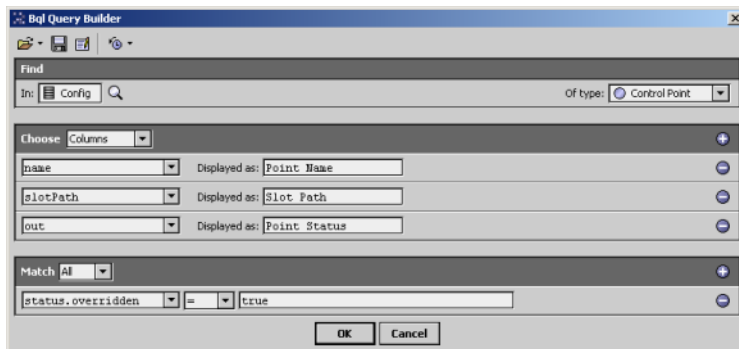 Bql Query Builder
Find
In: Config Of type: Control Point
Choose Columns
name Displayed as: Point Name
slotPath Displayed as: Slot Path
out Displayed as: Point Status
Match All
status.overridden = true
OK Cancel